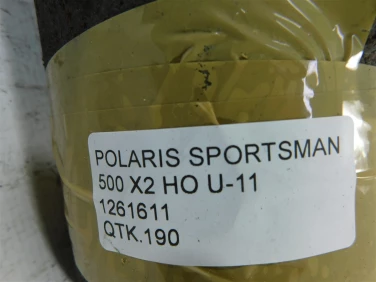 POLARIS SPORTSMAN
500 X2 HO U-11
1261611
QTK.190